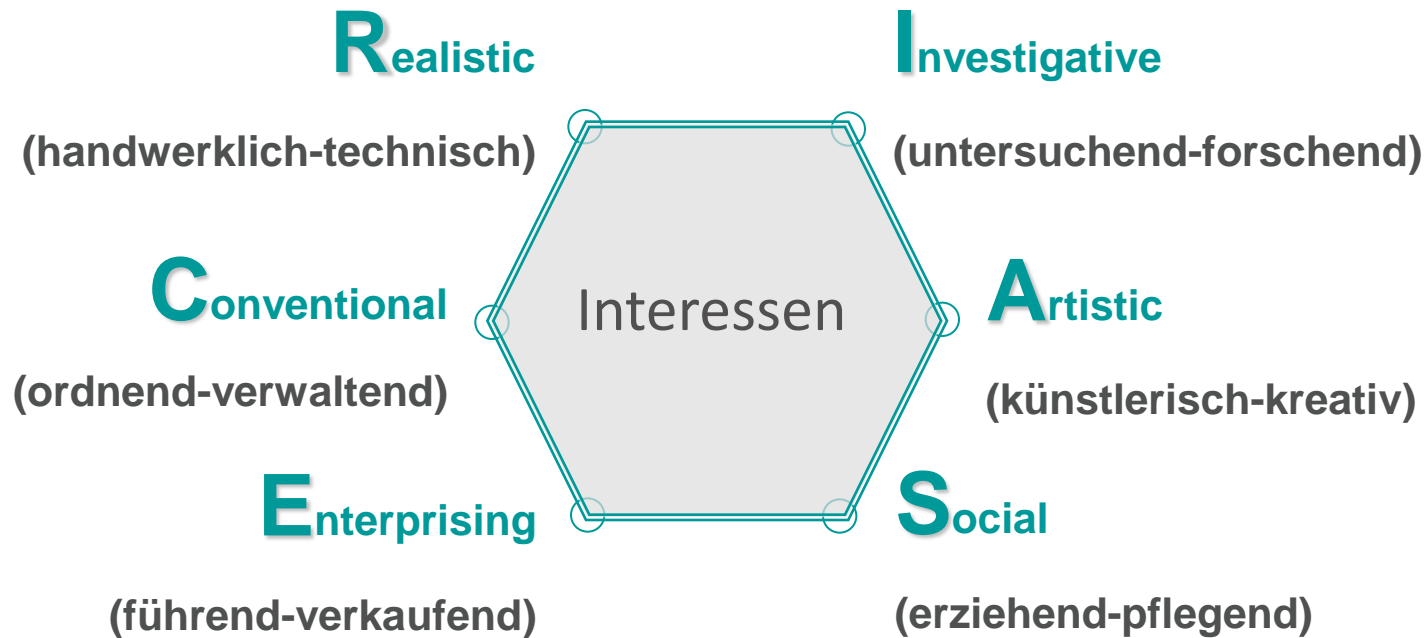 Realistic
Investigative
(handwerklich-technisch)
(untersuchend-forschend)
Conventional
Interessen
Artistic
(ordnend-verwaltend)
(künstlerisch-kreativ)
Enterprising
Social
(führend-verkaufend)
(erziehend-pflegend)